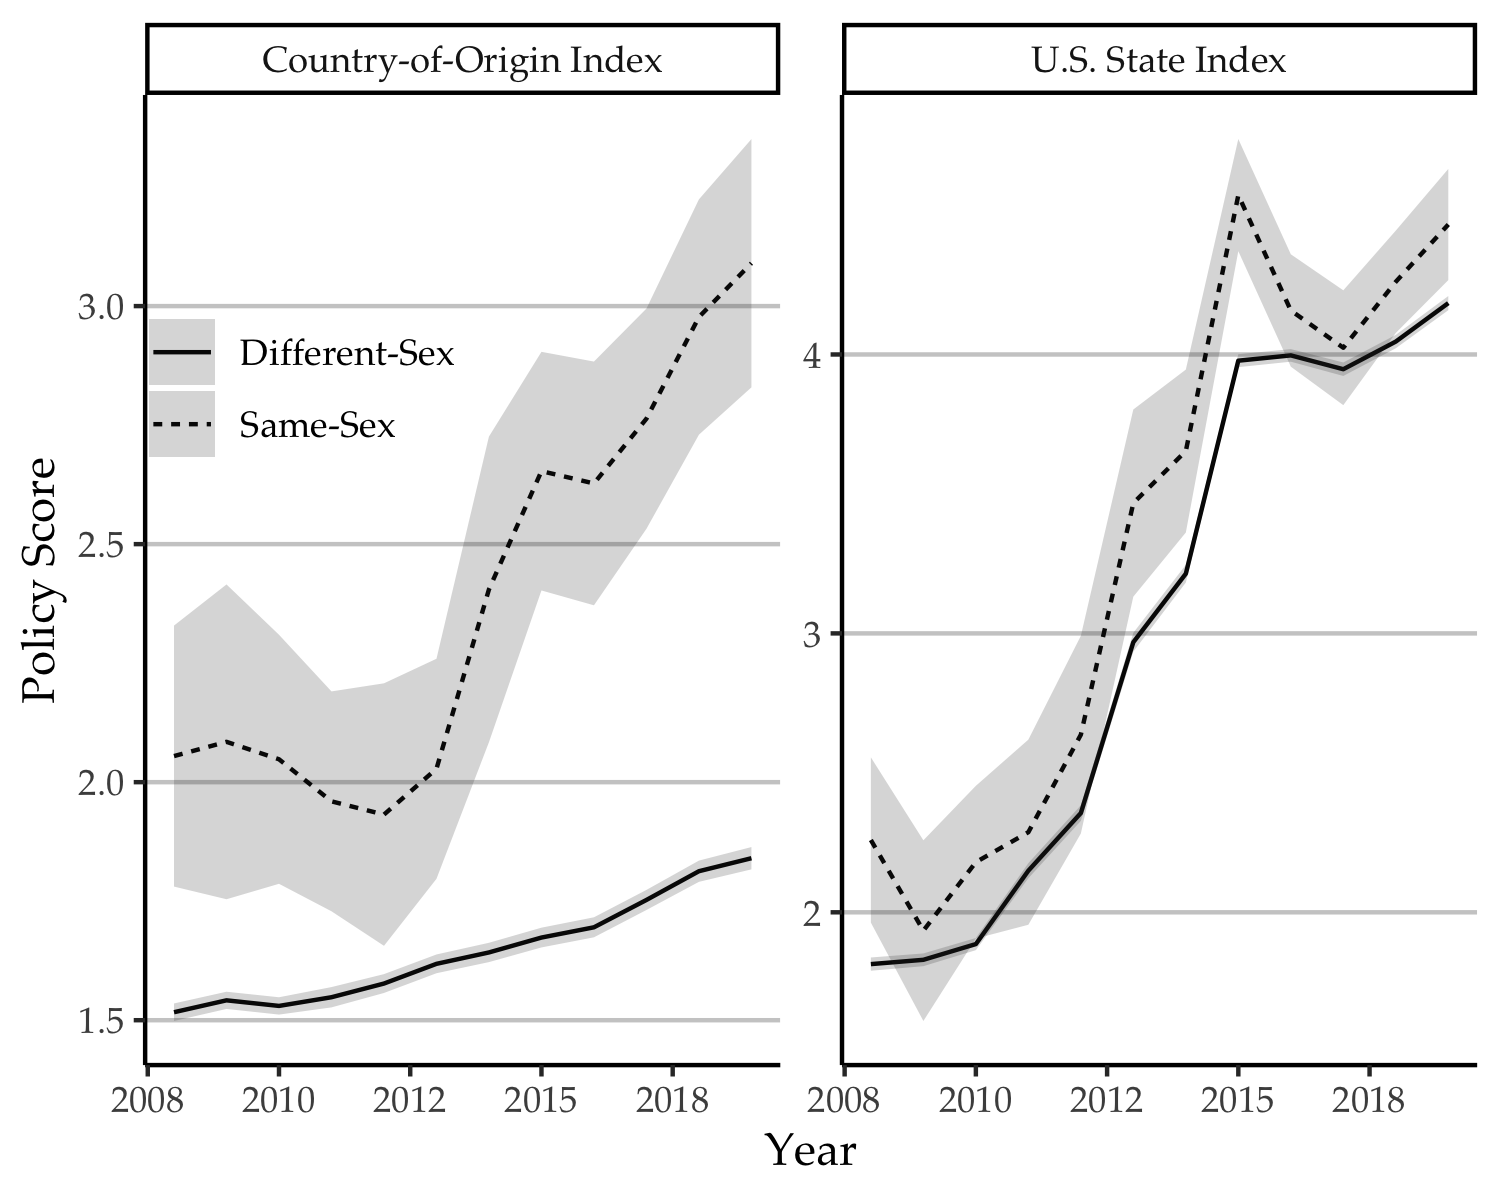 Country-of-Origin Index
U.S. State Index
Policy Score
3.0
2.5
2.0
1.5
Different-Sex
Same-Sex
4
3
2
2008 2010 2012 2015 2018
2008 2010 2012 2015 2018
Year